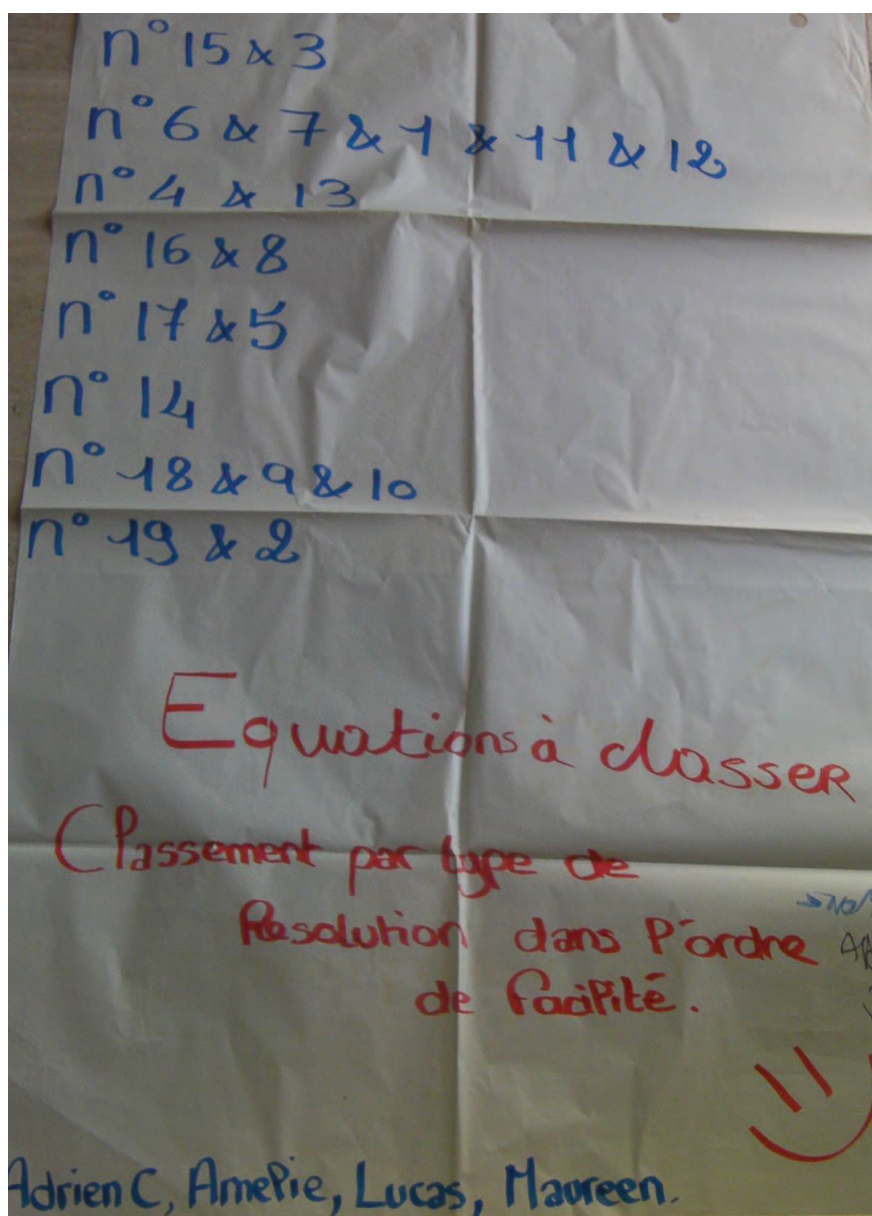 n° 15 & 3
n° 6 & 7 & 1 & 11 & 12
n° 4 & 13
n° 16 & 8
n° 17 & 5
n° 14
n° 18 & 9 & 10
n° 19 & 2
Equations à classer
Classement par type de
Resolution dans l'ordre
de facilité.
Adrien C, Amelie, Lucas, Maureen.